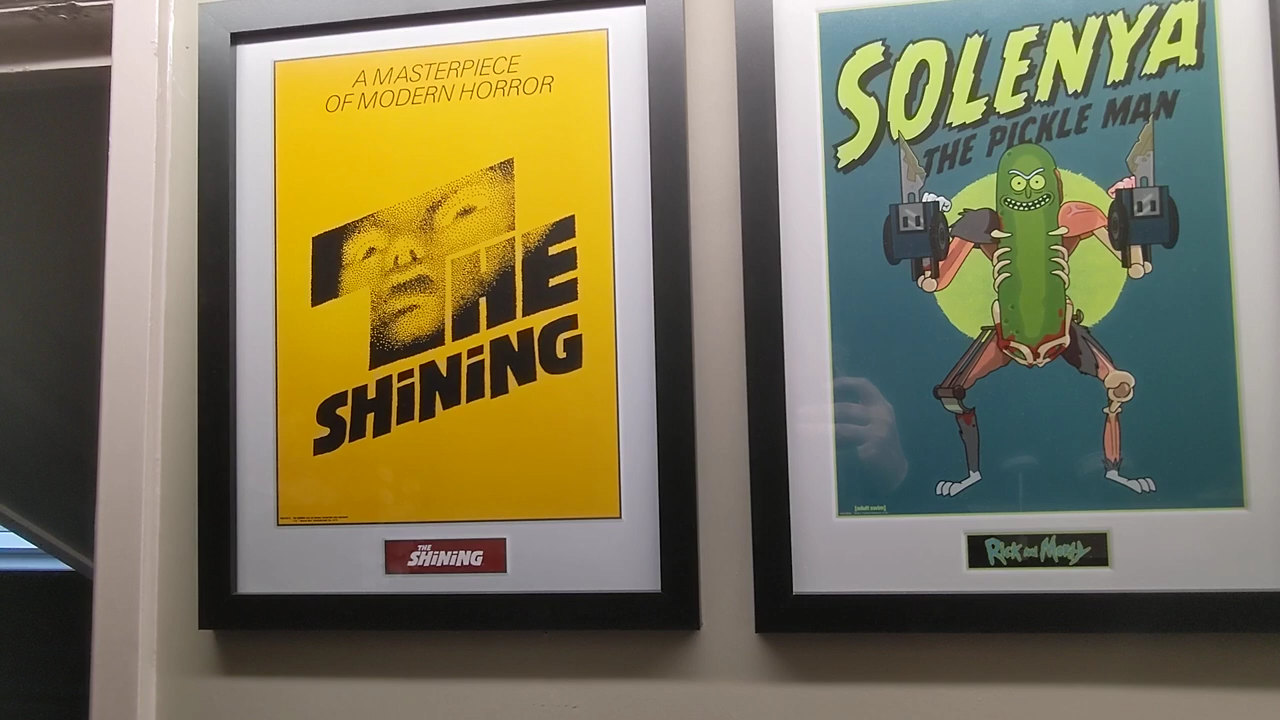 A MASTERPIECE
OF MODERN HORROR
THE
SHiNiNG
THE
SHiNiNG
SOLENYA
THE PICKLE MAN
[adult swim]
RICK AND MORTY